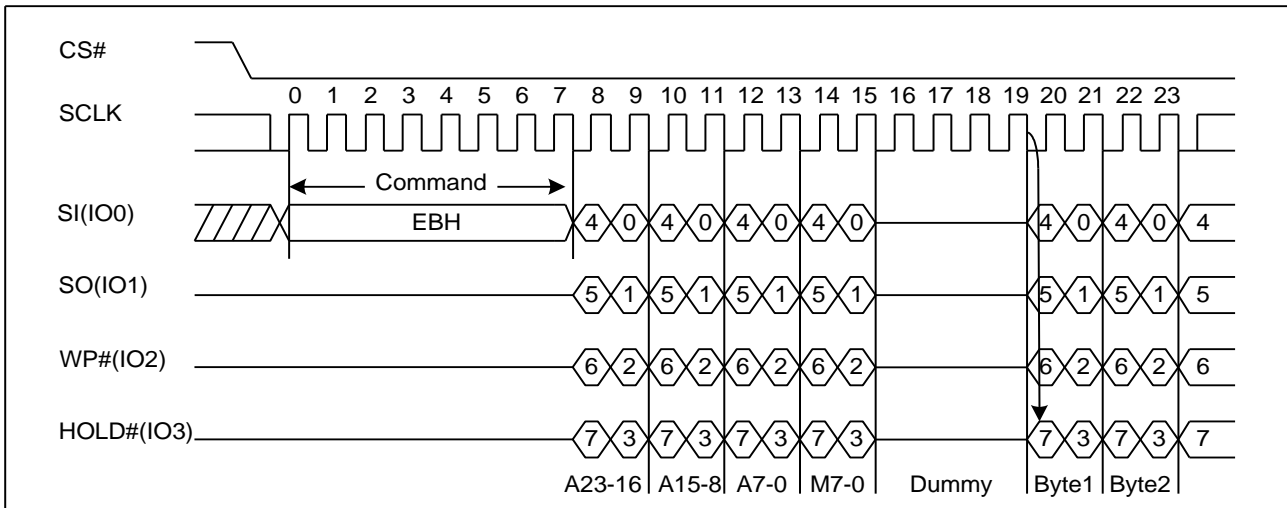 CS#
SCLK
0 1 2 3 4 5 6 7 8 9 10 11 12 13 14 15 16 17 18 19 20 21 22 23
Command
SI(IO0)
EBH
4 0 4 0 4 0 4 0 4 0 4 0 4
SO(IO1)
5 1 5 1 5 1 5 1 5 1 5 1 5
WP#(IO2)
6 2 6 2 6 2 6 2 6 2 6 2 6
HOLD#(IO3)
7 3 7 3 7 3 7 3 7 3 7 3 7
A23-16 A15-8 A7-0 M7-0 Dummy Byte1 Byte2